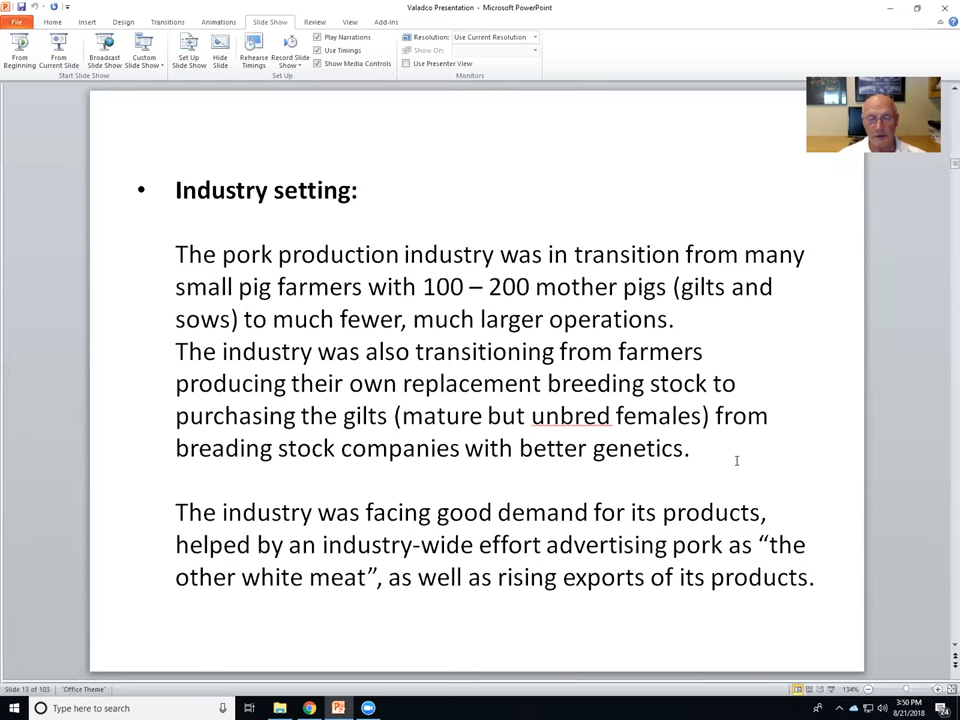 Valadco Presentation - Microsoft PowerPoint
File Home Insert Design Transitions Animations Slide Show Review View Add-Ins
From Beginning
From Current Slide
Broadcast Slide Show
Custom Slide Show
Start Slide Show
Set Up Slide Show
Hide Slide
Rehearse Timings
Record Slide Show
Play Narrations
Use Timings
Show Media Controls
Set Up
Resolution: Use Current Resolution
Show On:
Use Presenter View
Monitors
• Industry setting:
The pork production industry was in transition from many
small pig farmers with 100 – 200 mother pigs (gilts and
sows) to much fewer, much larger operations.
The industry was also transitioning from farmers
producing their own replacement breeding stock to
purchasing the gilts (mature but unbred females) from
breading stock companies with better genetics.
The industry was facing good demand for its products,
helped by an industry-wide effort advertising pork as “the
other white meat”, as well as rising exports of its products.
Slide 13 of 103 'Office Theme' 134%
Type here to search
3:50 PM
8/21/2018
24